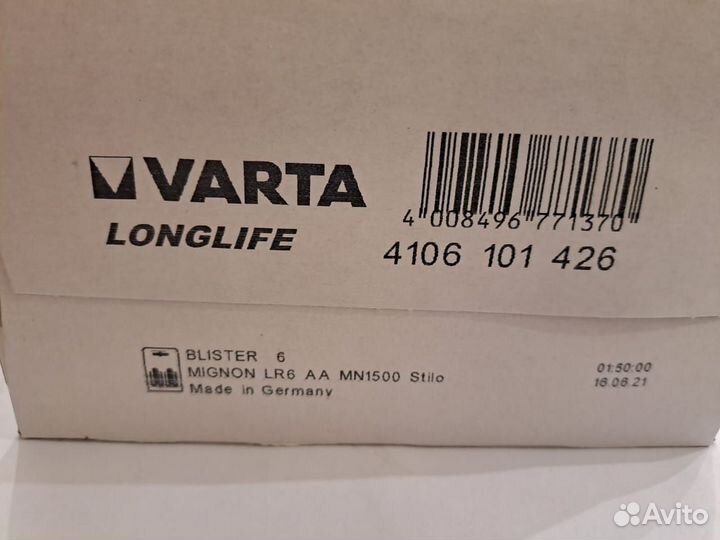 VARTA
LONGLIFE
4 008496 771370
4106 101 426
BLISTER 6
MIGNON LR6 AA MN1500 Stilo
Made in Germany
01:50:00
16.06.21
Avito